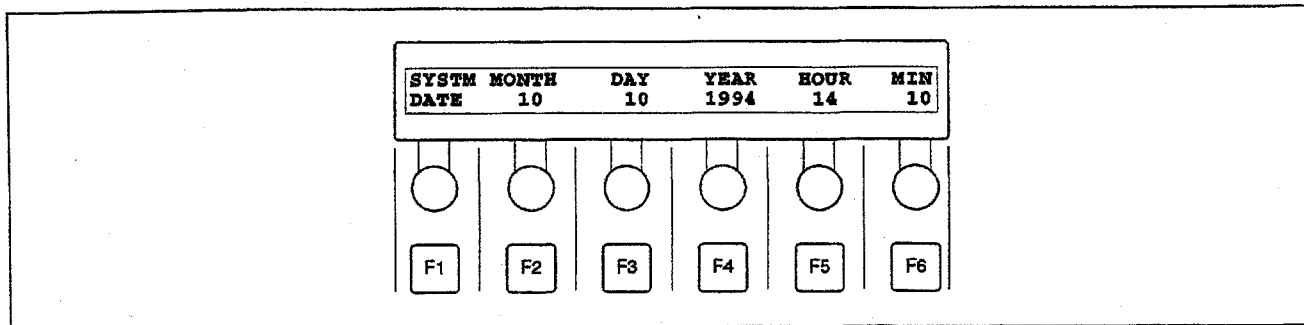 SYSTM MONTH DAY YEAR HOUR MIN
DATE 10 10 1994 14 10
F1 F2 F3 F4 F5 F6